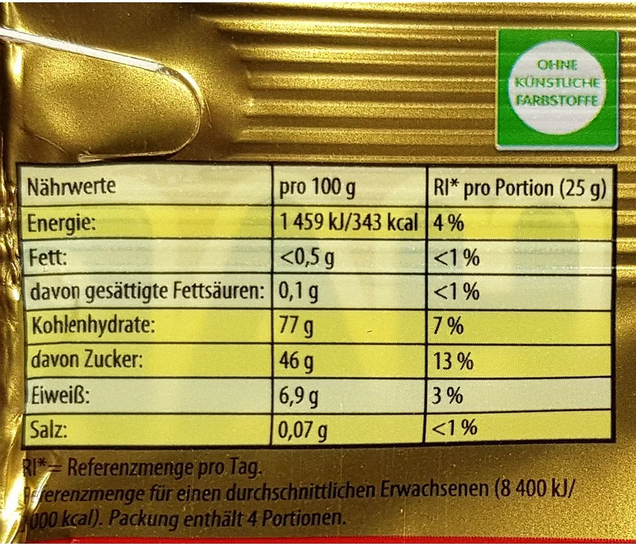 OHNE
KÜNSTLICHE
FARBSTOFFE
Nährwerte pro 100 g RI* pro Portion (25 g)
Energie: 1 459 kJ/343 kcal 4 %
Fett: <0,5 g <1 %
davon gesättigte Fettsäuren: 0,1 g <1 %
Kohlenhydrate: 77 g 7 %
davon Zucker: 46 g 13 %
Eiweiß: 6,9 g 3 %
Salz: 0,07 g <1 %
RI*= Referenzmenge pro Tag.
Referenzmenge für einen durchschnittlichen Erwachsenen (8 400 kJ/
000 kcal). Packung enthält 4 Portionen.